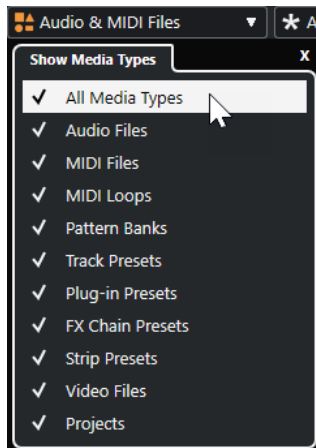 Audio & MIDI Files
Show Media Types
x
All Media Types
Audio Files
MIDI Files
MIDI Loops
Pattern Banks
Track Presets
Plug-in Presets
FX Chain Presets
Strip Presets
Video Files
Projects